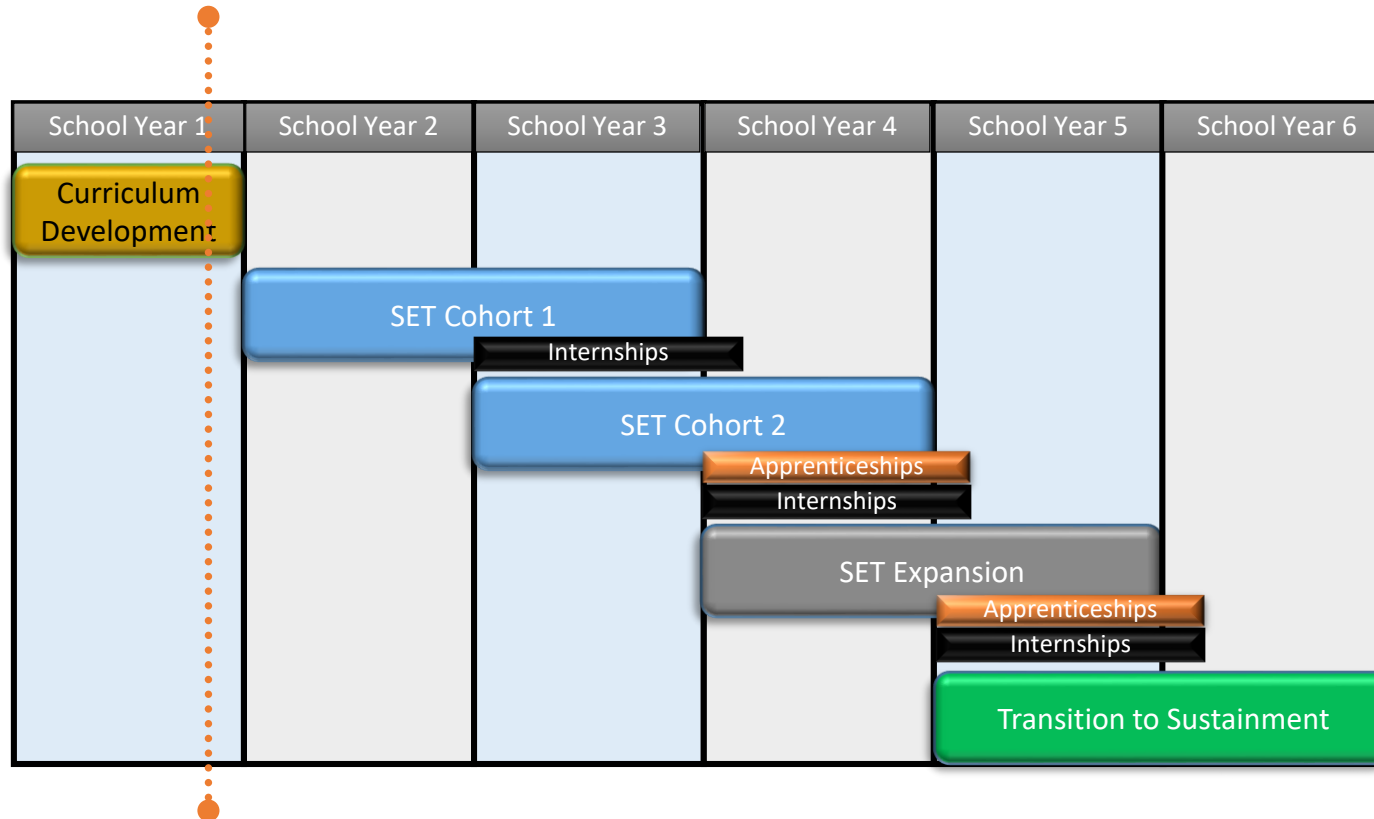 School Year 1
School Year 2
School Year 3
School Year 4
School Year 5
School Year 6
Curriculum
Development
SET Cohort 1
Internships
SET Cohort 2
Apprenticeships
Internships
SET Expansion
Apprenticeships
Internships
Transition to Sustainment